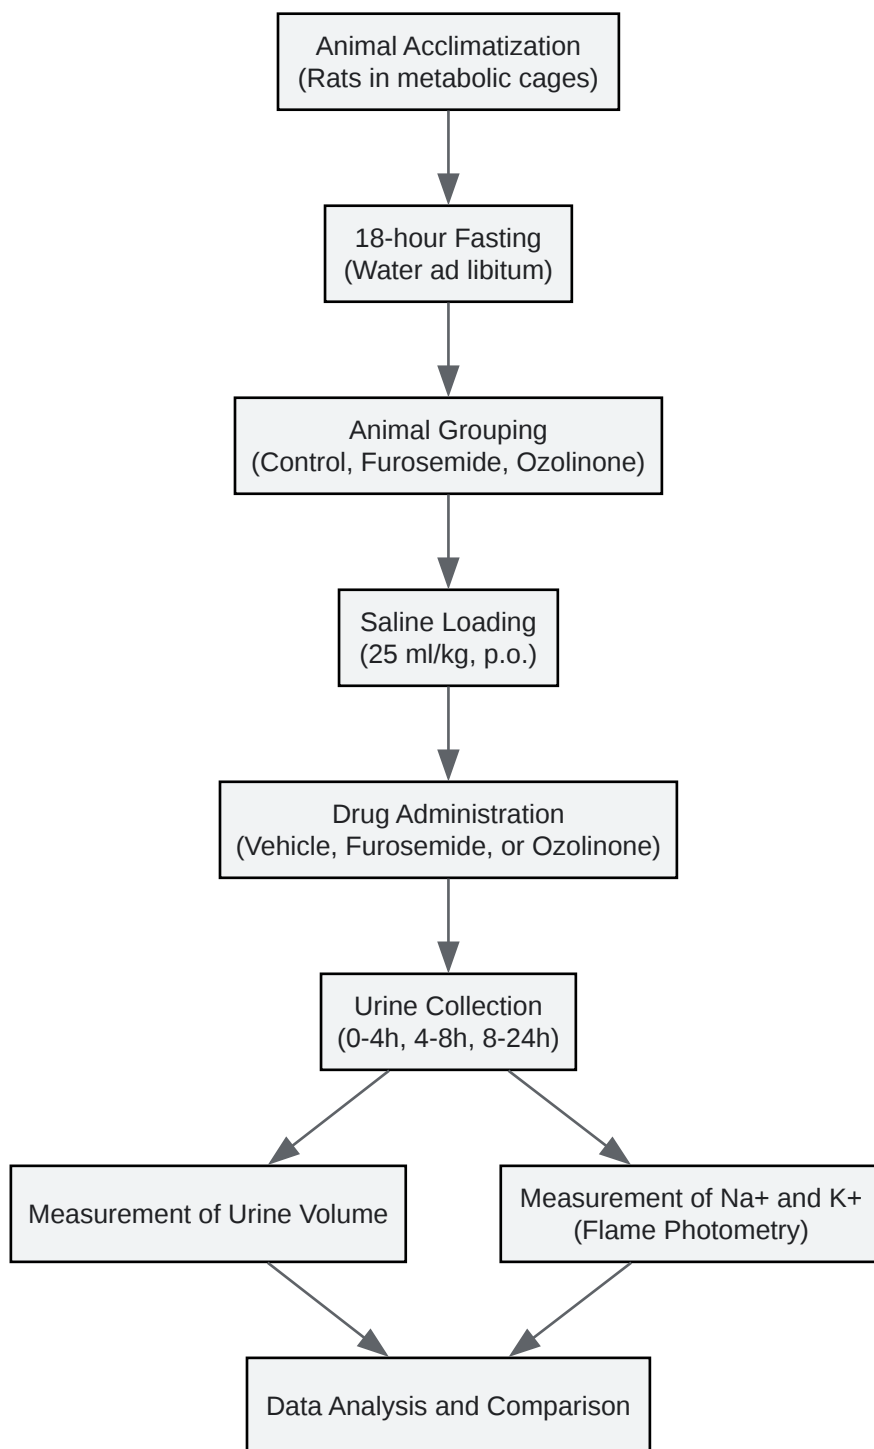 Animal Acclimatization
(Rats in metabolic cages)
18-hour Fasting
(Water ad libitum)
Animal Grouping
(Control, Furosemide, Ozolinone)
Saline Loading
(25 ml/kg, p.o.)
Drug Administration
(Vehicle, Furosemide, or Ozolinone)
Urine Collection
(0-4h, 4-8h, 8-24h)
Measurement of Urine Volume
Measurement of Na+ and K+
(Flame Photometry)
Data Analysis and Comparison